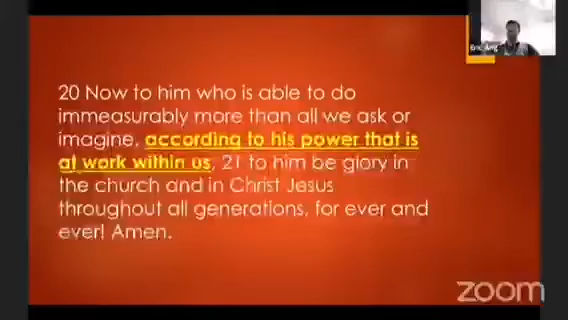 Eric Ang
20 Now to him who is able to do
immeasurably more than all we ask or
imagine, according to his power that is
at work within us, 21 to him be glory in
the church and in Christ Jesus
throughout all generations, for ever and
ever! Amen.
zoom